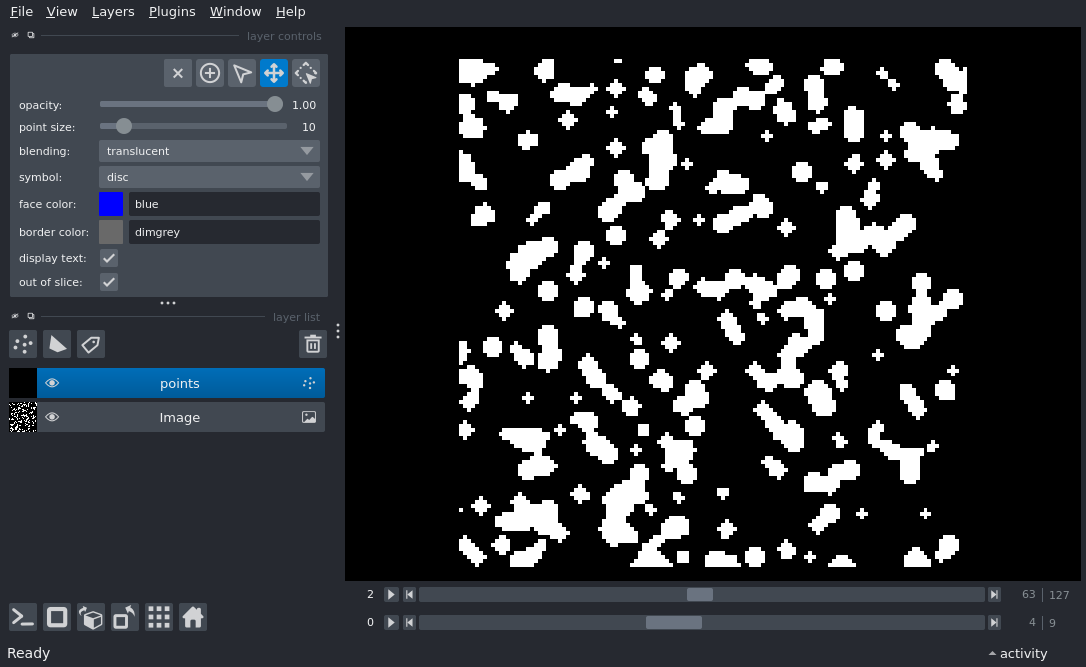 File View Layers Plugins Window Help
layer controls
opacity: 1.00
point size: 10
blending: translucent
symbol: disc
face color: blue
border color: dimgrey
display text:
out of slice:
layer list
points
Image
2 63 127
0 4 9
Ready activity